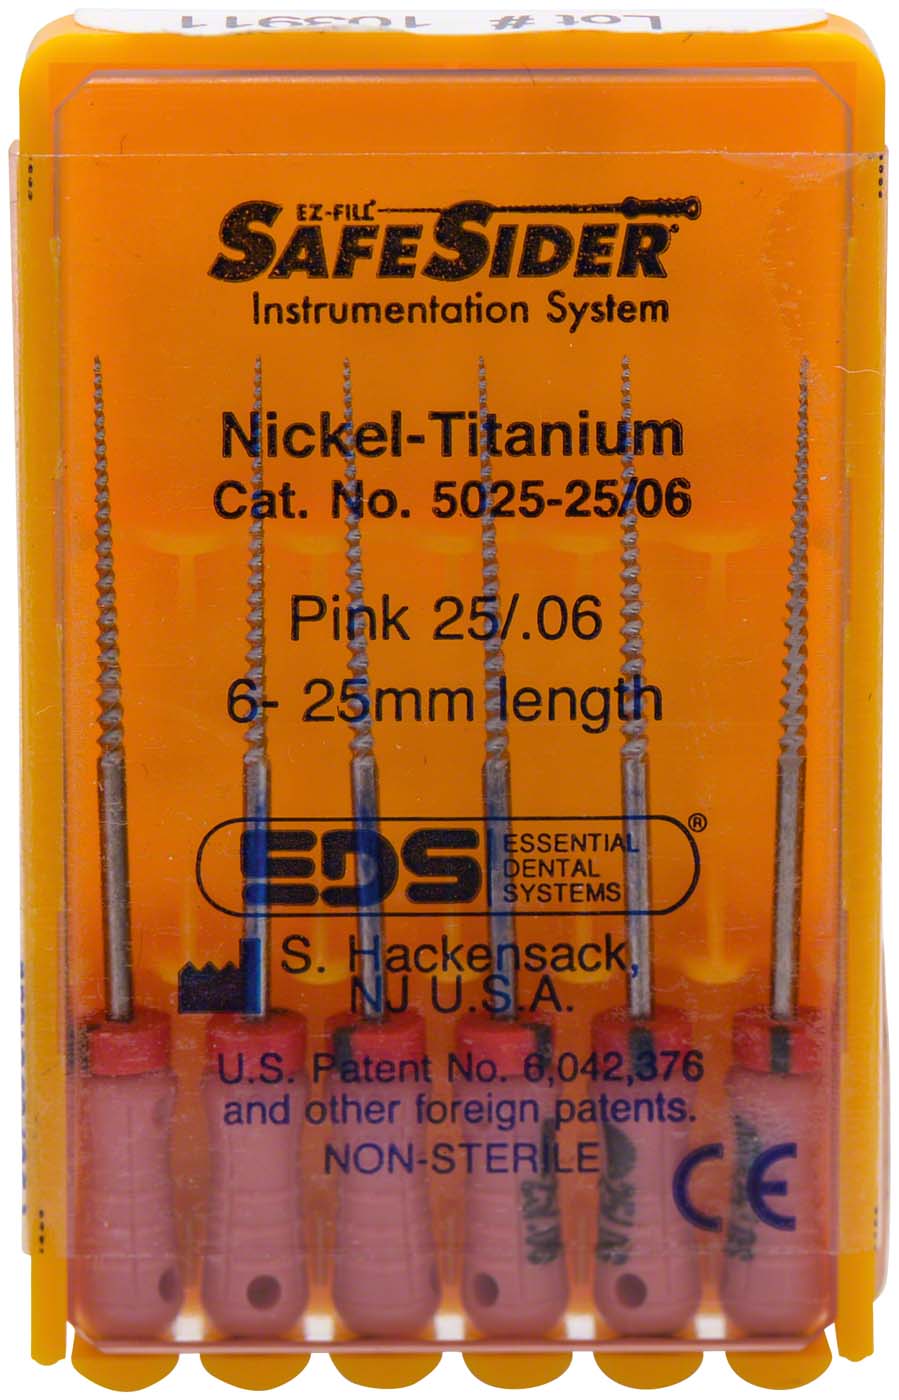 Lot # 103911
EZ-FILL®
SAFESIDER®
Instrumentation System
Nickel-Titanium
Cat. No. 5025-25/06
Pink 25/.06
6- 25mm length
EDS
ESSENTIAL
DENTAL
SYSTEMS
®
S. Hackensack,
NJ U.S.A.
U.S. Patent No. 6,042,376
and other foreign patents.
NON-STERILE
CE